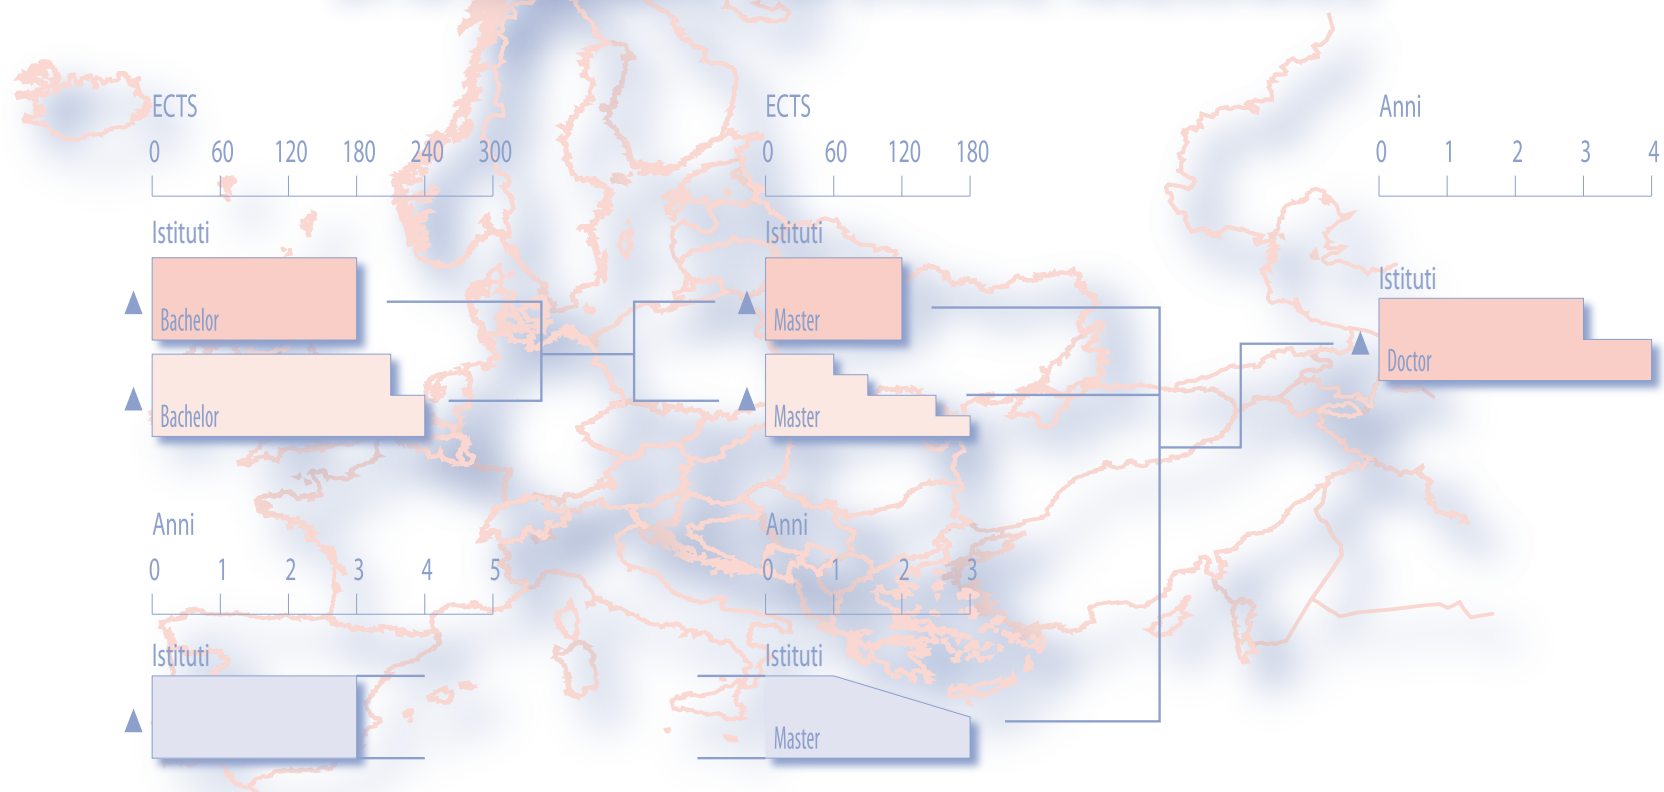 ECTS
0 60 120 180 240 300
Istituti
Bachelor
Bachelor
Anni
0 1 2 3 4 5
Istituti
ECTS
0 60 120 180
Istituti
Master
Master
Anni
0 1 2 3
Istituti
Master
Anni
0 1 2 3 4
Istituti
Doctor